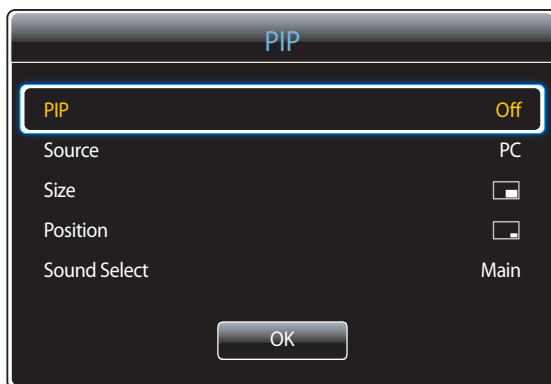 PIP
PIP Off
Source PC
Size
Position
Sound Select Main
OK